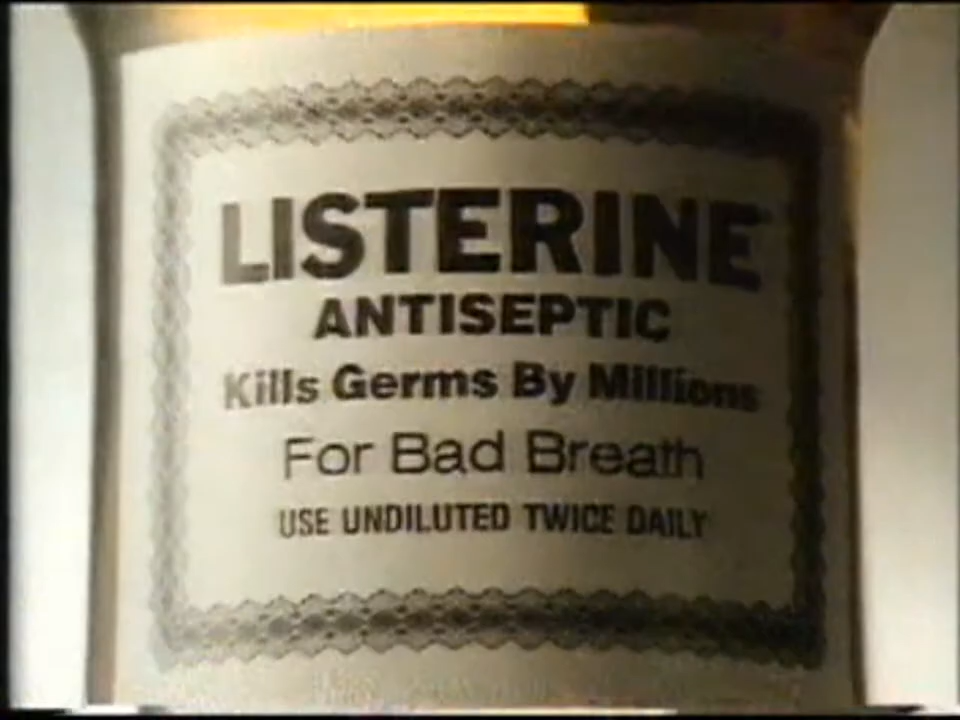 LISTERINE
ANTISEPTIC
Kills Germs By Millions
For Bad Breath
USE UNDILUTED TWICE DAILY